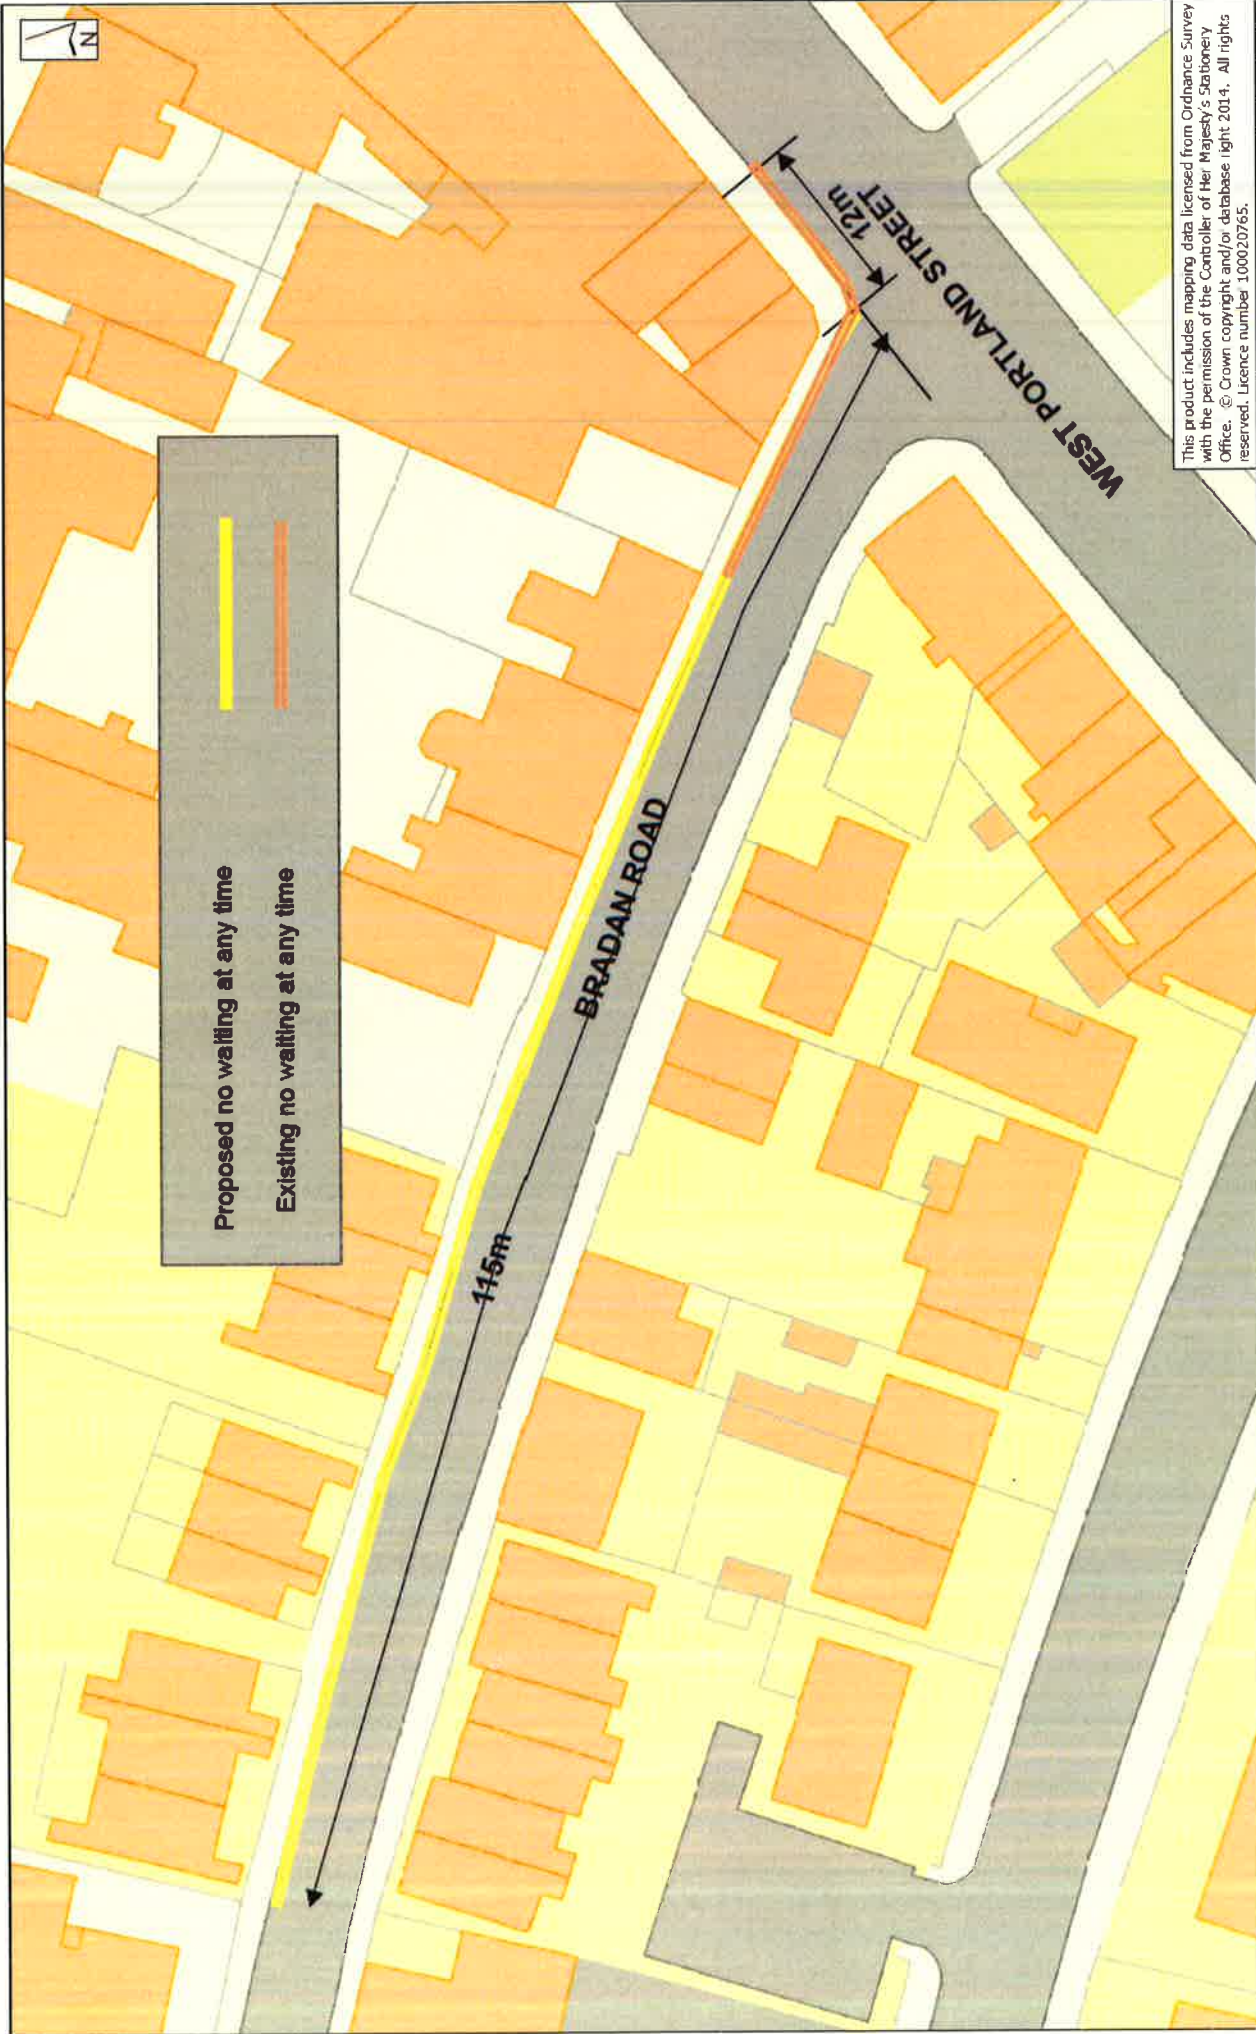 N
Proposed no waiting at any time
Existing no waiting at any time
BRADAN ROAD
115m
12m
WEST PORTLAND STREET
This product includes mapping data licensed from Ordnance Survey
with the permission of the Controller of Her Majesty's Stationery
Office. © Crown copyright and/or database right 2014. All rights
reserved. Licence number 100020765.